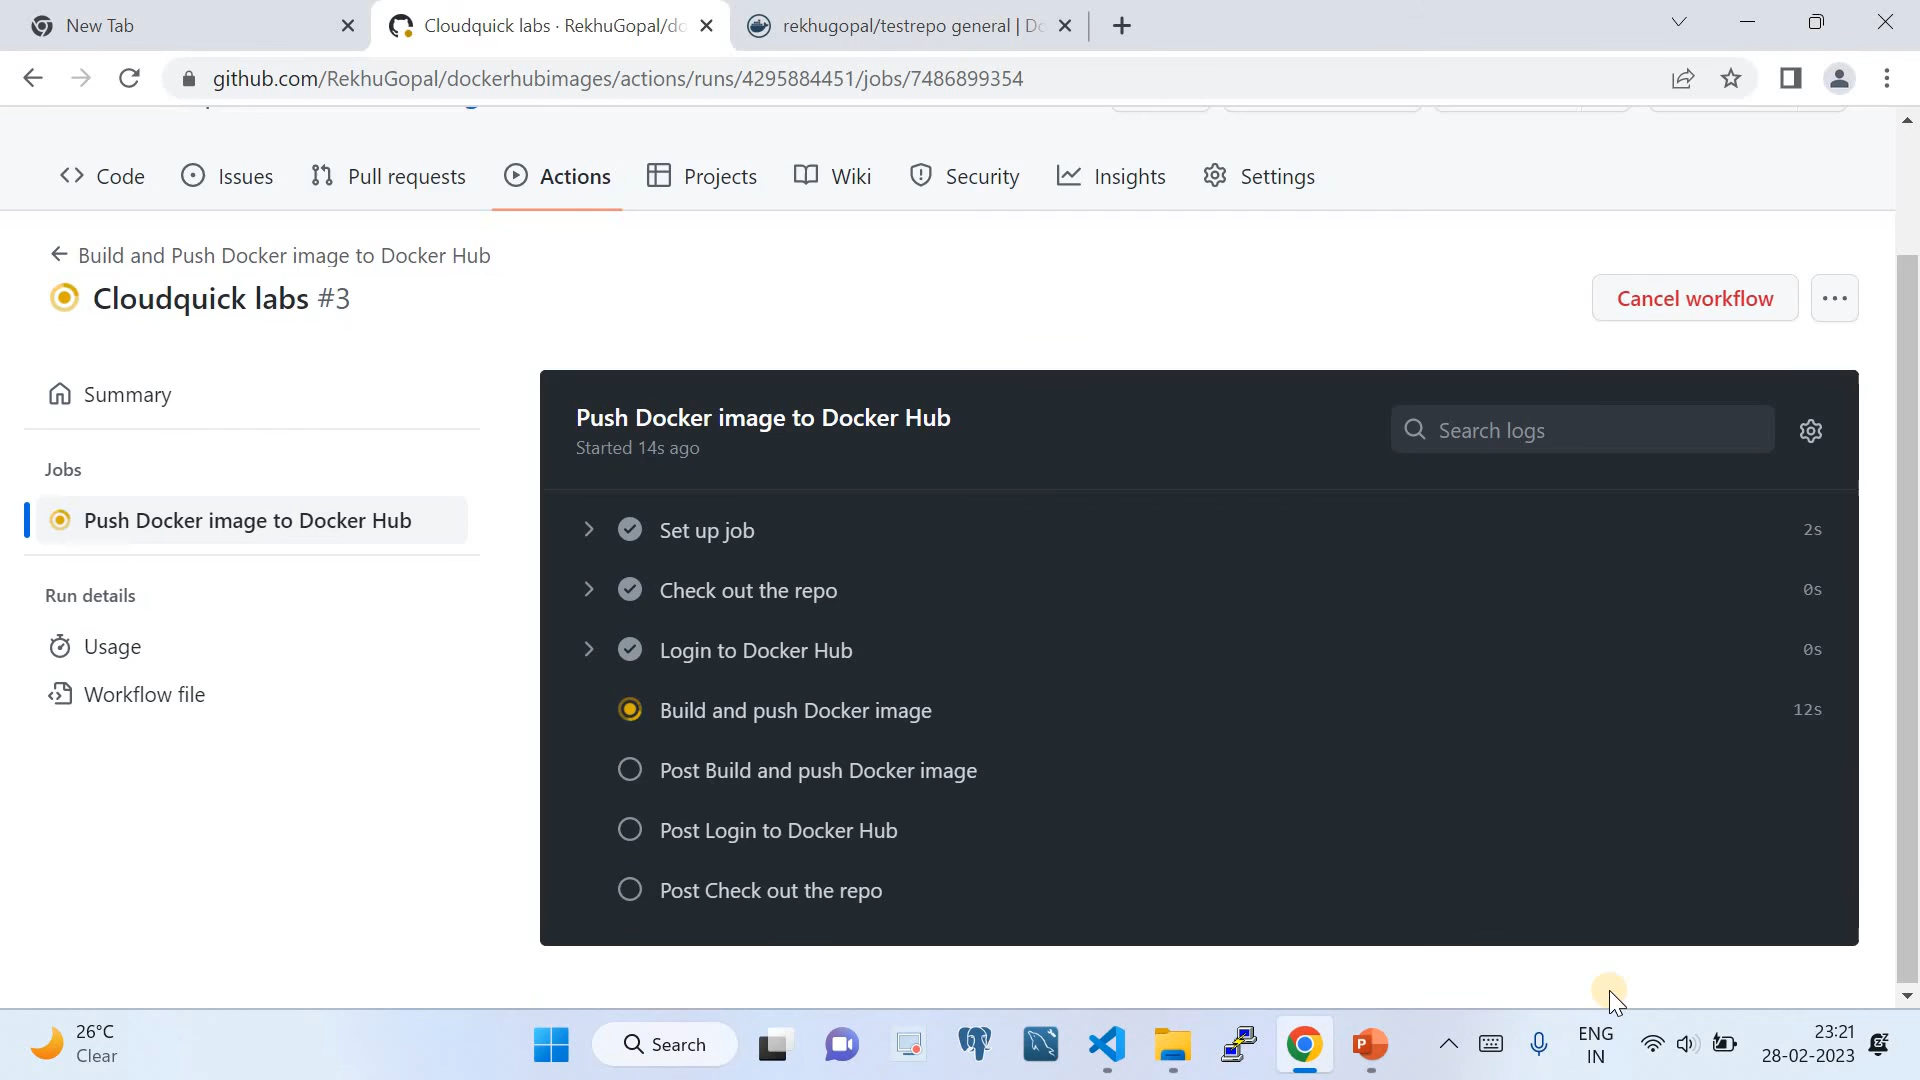 New Tab
Cloudquick labs · RekhuGopal/do
rekhugopal/testrepo general | Do
github.com/RekhuGopal/dockerhubimages/actions/runs/4295884451/jobs/7486899354
Code
Issues
Pull requests
Actions
Projects
Wiki
Security
Insights
Settings
Build and Push Docker image to Docker Hub
Cloudquick labs #3
Cancel workflow
Summary
Jobs
Push Docker image to Docker Hub
Run details
Usage
Workflow file
Push Docker image to Docker Hub
Started 14s ago
Search logs
Set up job 2s
Check out the repo 0s
Login to Docker Hub 0s
Build and push Docker image 12s
Post Build and push Docker image
Post Login to Docker Hub
Post Check out the repo
26°C
Clear
Search
ENG
IN
23:21
28-02-2023